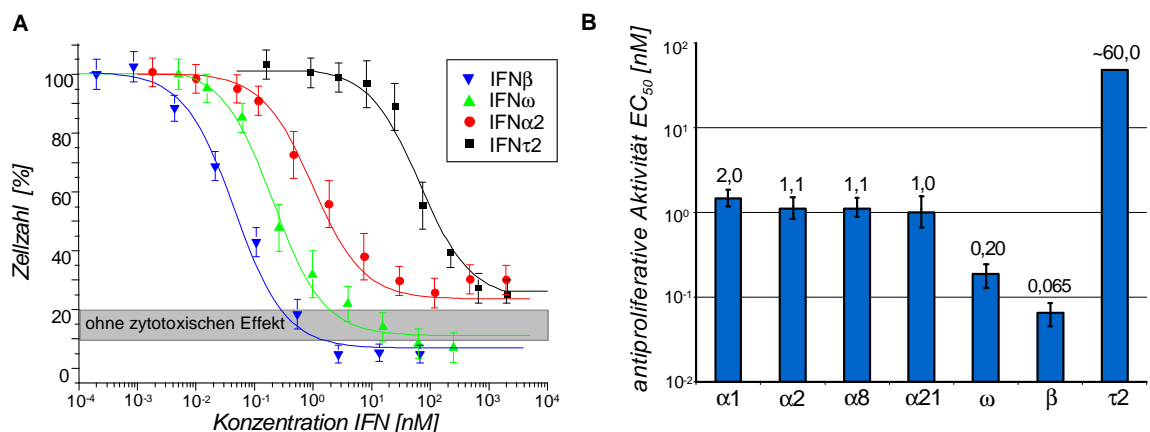 A
Zellzahl [%]
100
80
60
40
20
0
IFNβ
IFNω
IFNα2
IFNτ2
ohne zytotoxischen Effekt
10-4 10-3 10-2 10-1 100 101 102 103 104
Konzentration IFN [nM]
B
antiproliferative Aktivität EC50 [nM]
102
101
100
10-1
10-2
2,0 1,1 1,1 1,0 0,20 0,065 ~60,0
α1 α2 α8 α21 ω β τ2